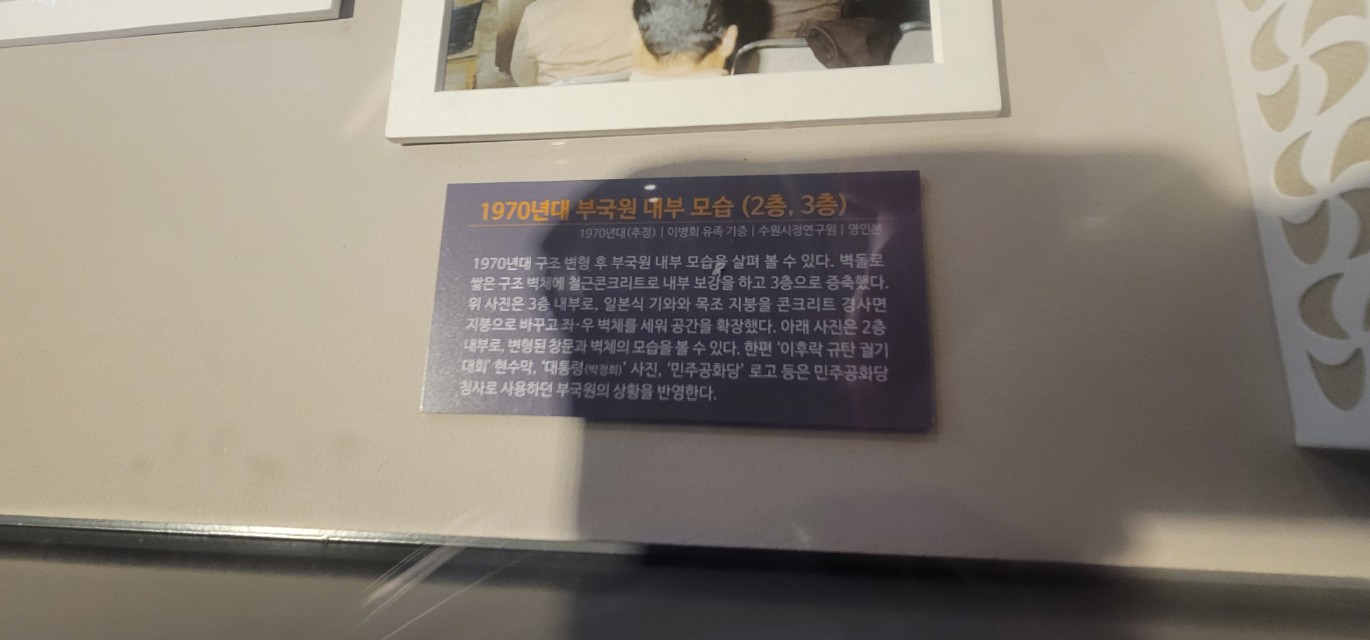 1970년대 부국원 내부 모습 (2층, 3층)
1970년대(추정) | 이병희 유족 기증 | 수원시정연구원 | 영인본
1970년대 구조 변형 후 부국원 내부 모습을 살펴 볼 수 있다. 벽돌로
쌓은 구조 벽체에 철근콘크리트로 내부 보강을 하고 3층으로 증축했다.
위 사진은 3층 내부로, 일본식 기와와 목조 지붕을 콘크리트 경사면
지붕으로 바꾸고 좌·우 벽체를 세워 공간을 확장했다. 아래 사진은 2층
내부로, 변형된 창문과 벽체의 모습을 볼 수 있다. 한편 '이후락 규탄 궐기
대회' 현수막, '대통령(박정희)' 사진, '민주공화당' 로고 등은 민주공화당
청사로 사용하던 부국원의 상황을 반영한다.